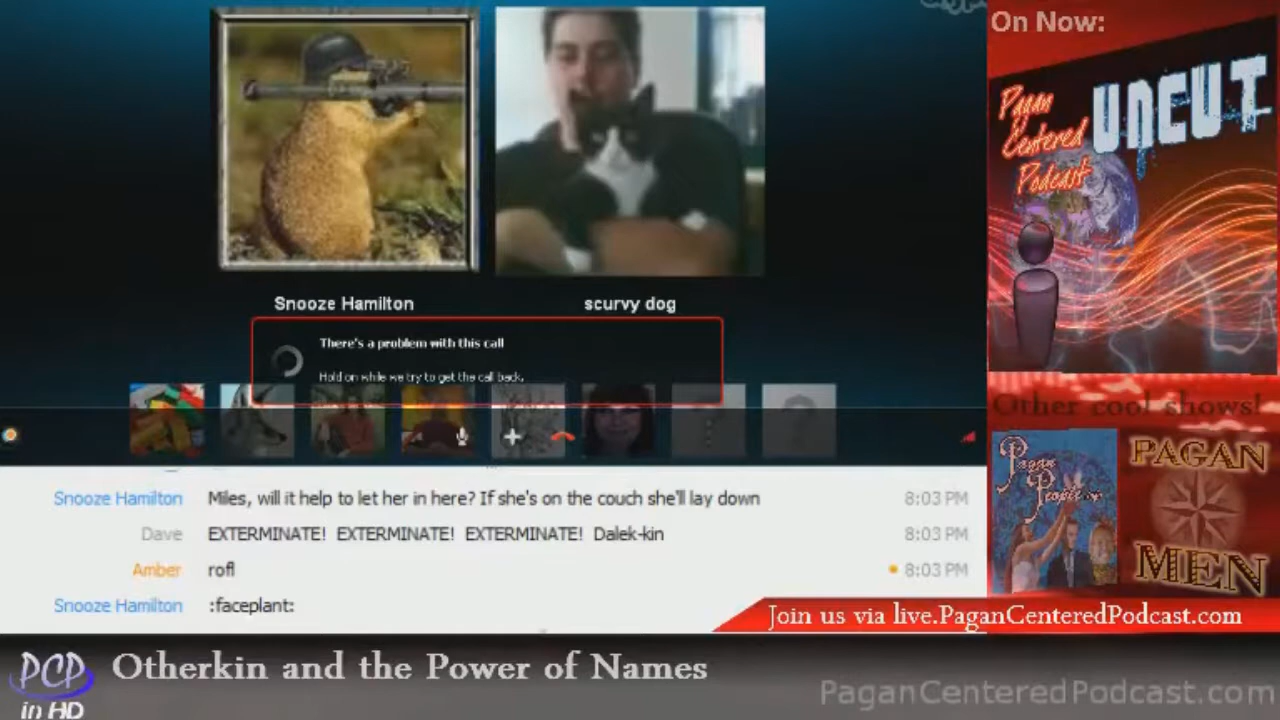 On Now:
Pagan
Centered
Podcast
UNCUT
Snooze Hamilton
scurvy dog
There's a problem with this call
Hold on while we try to get the call back.
Other cool shows!
Pagan
People
PAGAN
MEN
Snooze Hamilton Miles, will it help to let her in here? If she's on the couch she'll lay down 8:03 PM
Dave EXTERMINATE! EXTERMINATE! EXTERMINATE! Dalek-kin 8:03 PM
Amber rofl 8:03 PM
Snooze Hamilton :faceplant:
Join us via live.PaganCenteredPodcast.com
PCP
in HD
Otherkin and the Power of Names
PaganCenteredPodcast.com